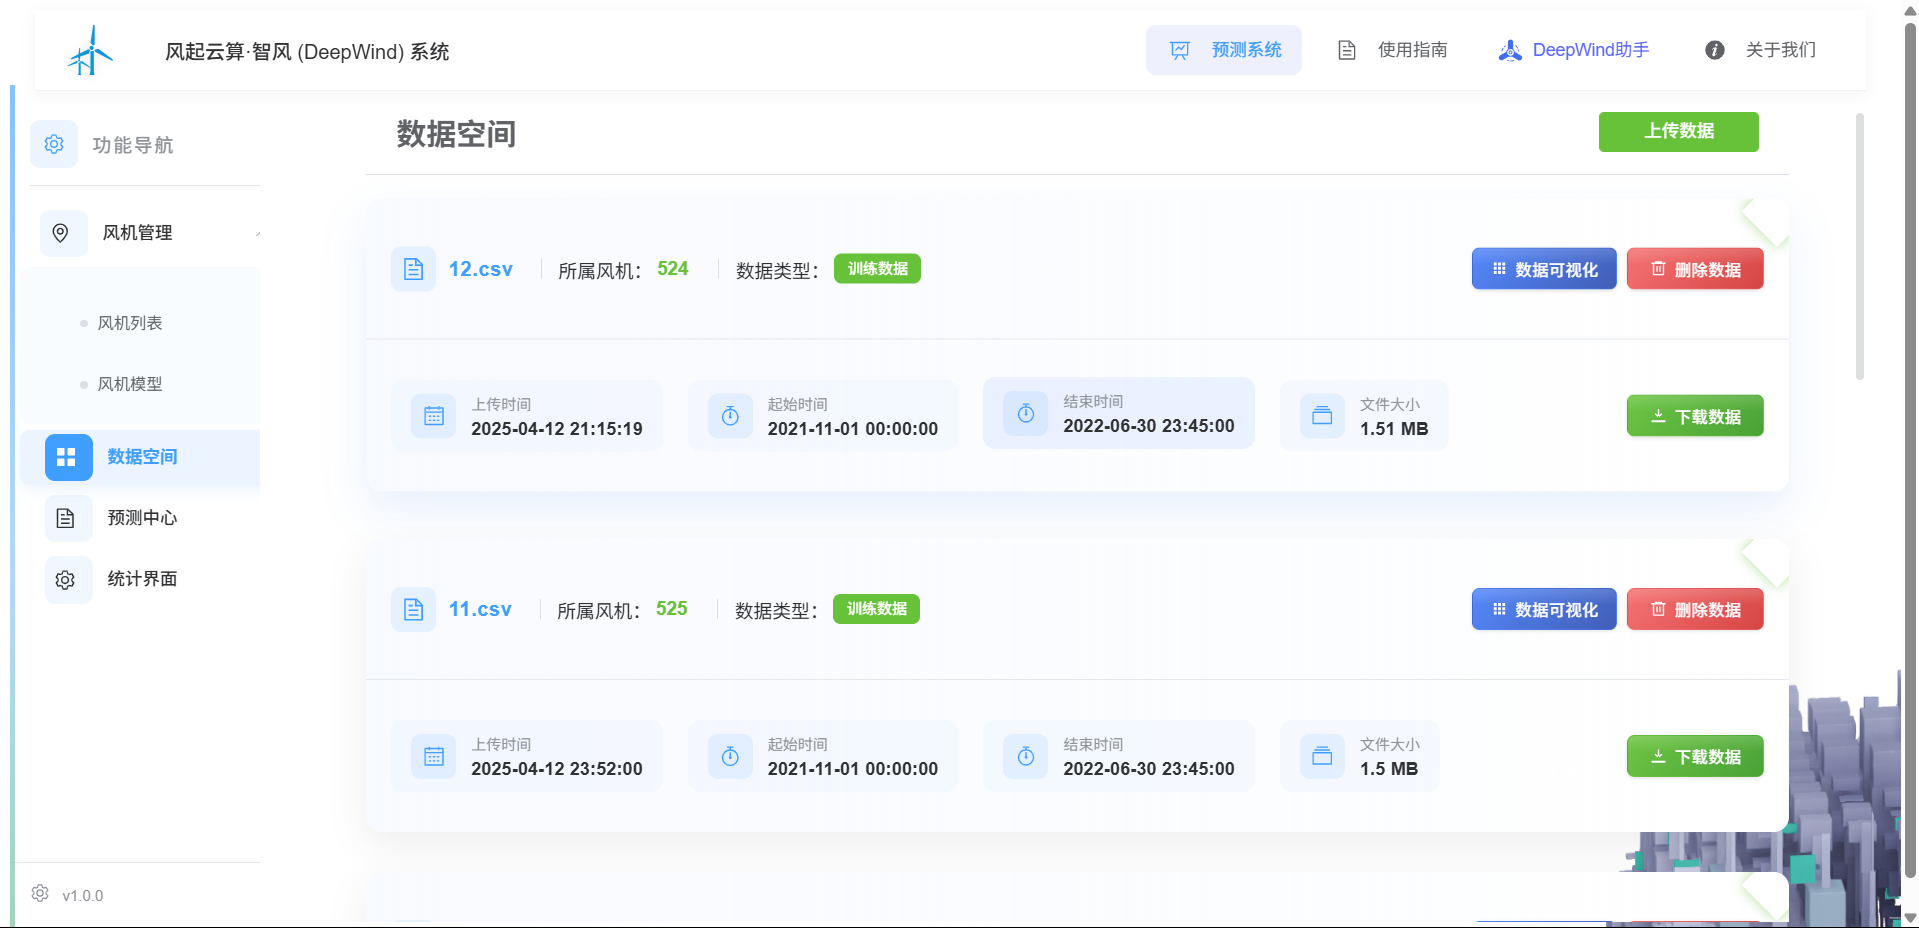 风起云算·智风 (DeepWind) 系统
预测系统
使用指南
DeepWind助手
关于我们
功能导航
风机管理
风机列表
风机模型
数据空间
预测中心
统计界面
v1.0.0
数据空间
上传数据
12.csv
所属风机： 524
数据类型： 训练数据
数据可视化
删除数据
上传时间
2025-04-12 21:15:19
起始时间
2021-11-01 00:00:00
结束时间
2022-06-30 23:45:00
文件大小
1.51 MB
下载数据
11.csv
所属风机： 525
数据类型： 训练数据
数据可视化
删除数据
上传时间
2025-04-12 23:52:00
起始时间
2021-11-01 00:00:00
结束时间
2022-06-30 23:45:00
文件大小
1.5 MB
下载数据